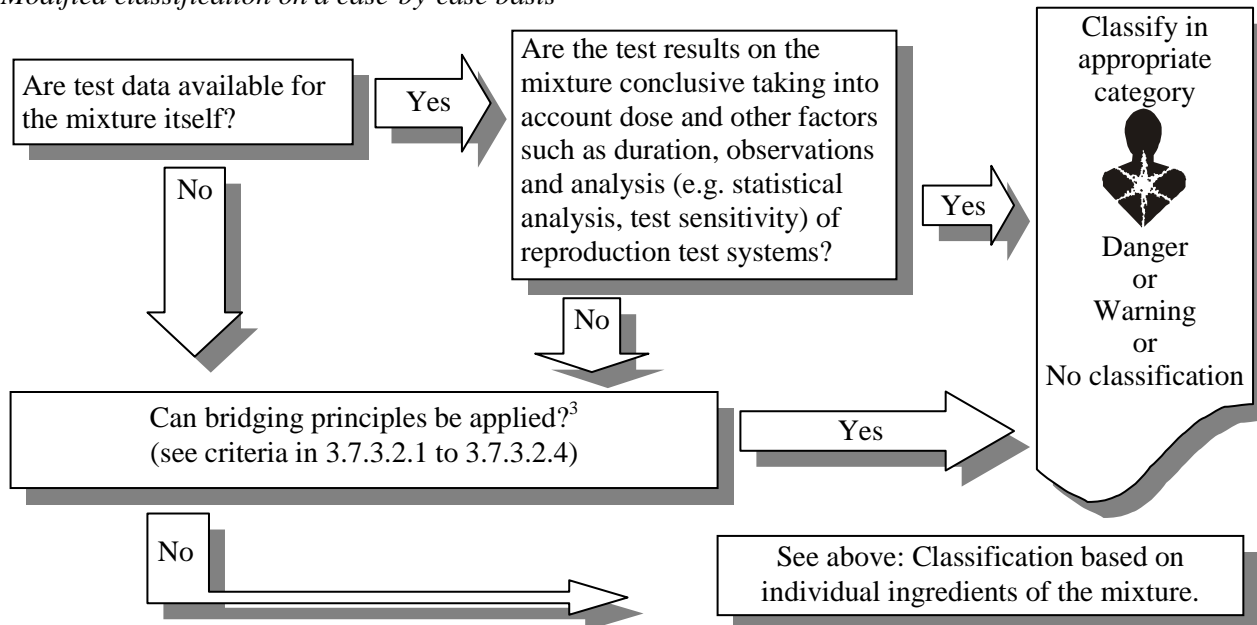 Modified classification on a case-by-case basis
Are test data available for
the mixture itself?
Yes
Are the test results on the
mixture conclusive taking into
account dose and other factors
such as duration, observations
and analysis (e.g. statistical
analysis, test sensitivity) of
reproduction test systems?
Yes
Classify in
appropriate
category
Danger
or
Warning
or
No classification
No
No
Can bridging principles be applied?³
(see criteria in 3.7.3.2.1 to 3.7.3.2.4)
Yes
No
See above: Classification based on
individual ingredients of the mixture.